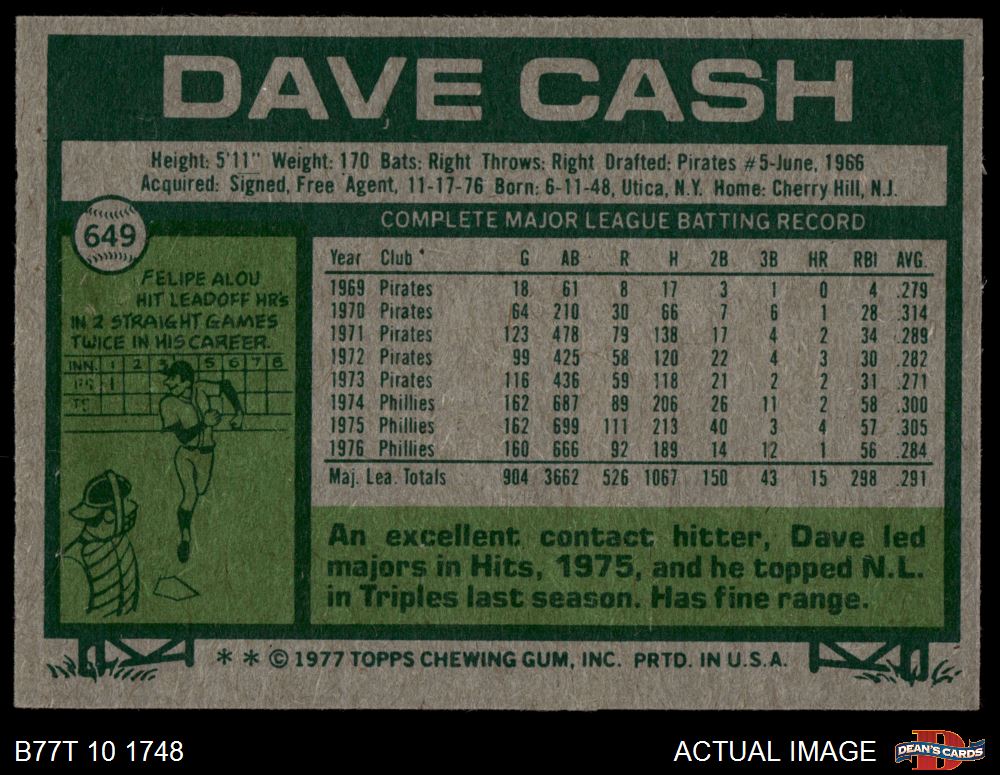 DAVE CASH
Height: 5'11" Weight: 170 Bats: Right Throws: Right Drafted: Pirates #5-June, 1966
Acquired: Signed, Free Agent, 11-17-76 Born: 6-11-48, Utica, N.Y. Home: Cherry Hill, N.J.
649
COMPLETE MAJOR LEAGUE BATTING RECORD
FELIPE ALOU
HIT LEADOFF HR'S
IN 2 STRAIGHT GAMES
TWICE IN HIS CAREER.
INN. 1 2 3 5 6 7 8
1
Year Club G AB R H 2B 3B HR RBI AVG.
1969 Pirates 18 61 8 17 3 1 0 4 .279
1970 Pirates 64 210 30 66 7 6 1 28 .314
1971 Pirates 123 478 79 138 17 4 2 34 .289
1972 Pirates 99 425 58 120 22 4 3 30 .282
1973 Pirates 116 436 59 118 21 2 2 31 .271
1974 Phillies 162 687 89 206 26 11 2 58 .300
1975 Phillies 162 699 111 213 40 3 4 57 .305
1976 Phillies 160 666 92 189 14 12 1 56 .284
Maj. Lea. Totals 904 3662 526 1067 150 43 15 298 .291
An excellent contact hitter, Dave led
majors in Hits, 1975, and he topped N.L.
in Triples last season. Has fine range.
* * © 1977 TOPPS CHEWING GUM, INC. PRTD. IN U.S.A.
B77T 10 1748
ACTUAL IMAGE
DEAN'S CARDS